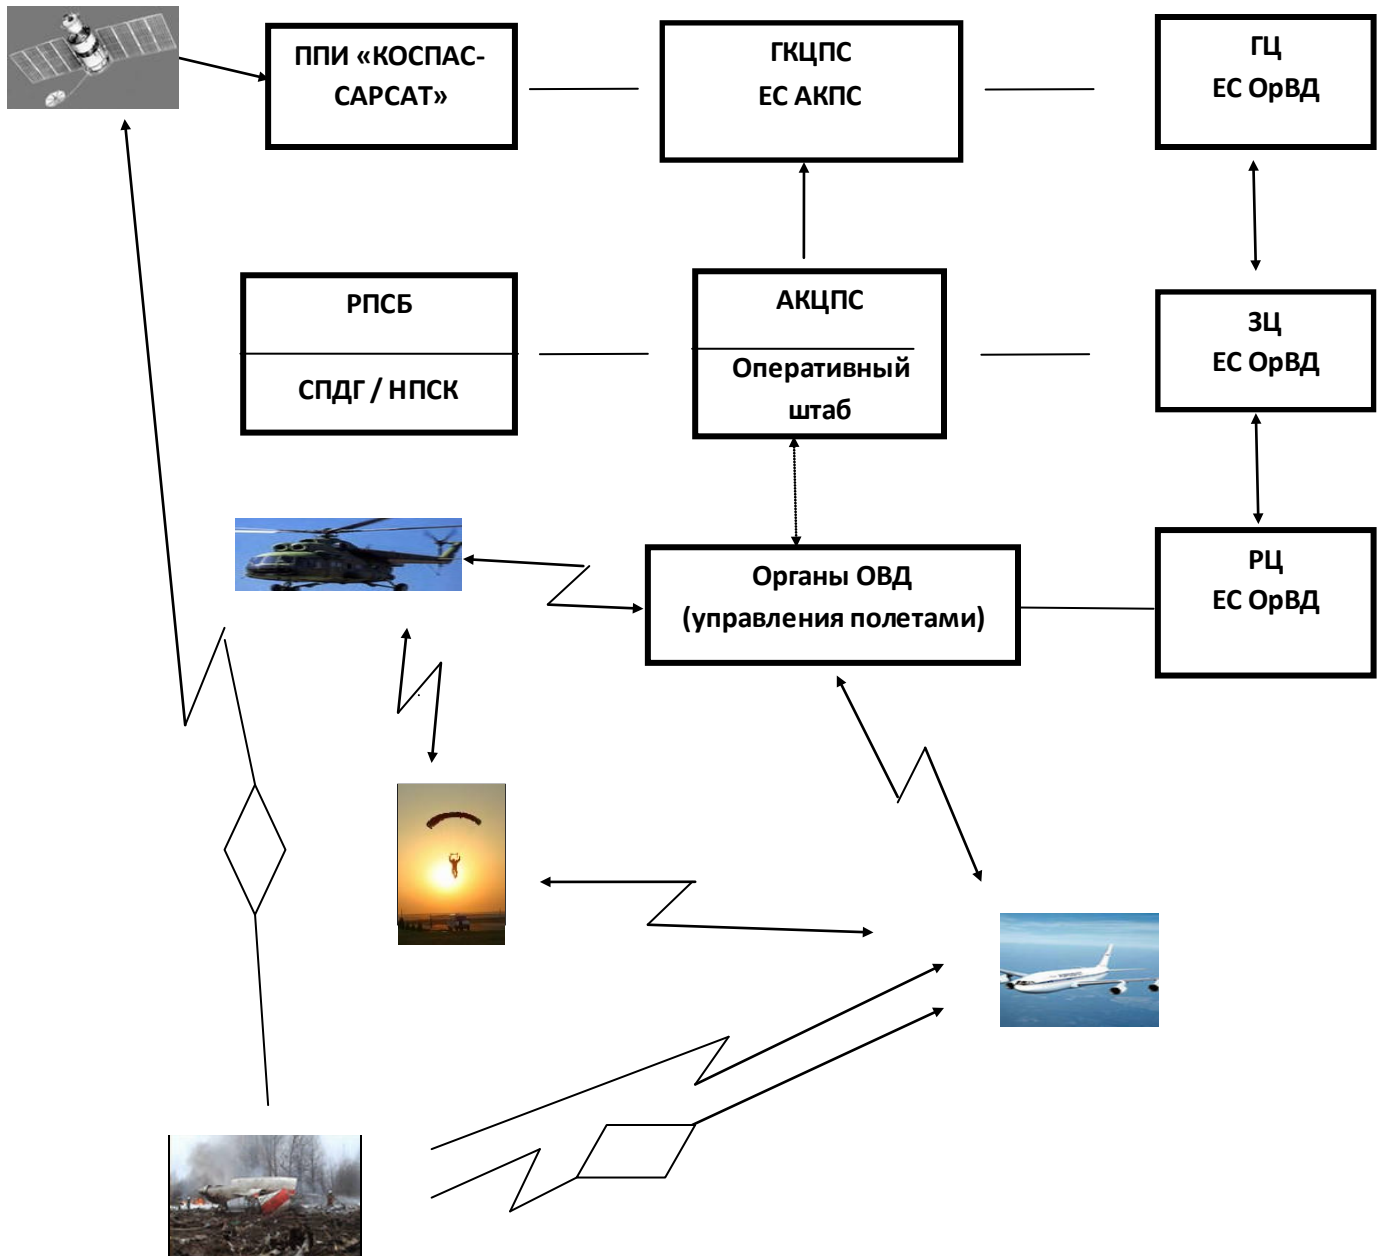 ППИ «КОСПАС-
САРСАТ»
ГКЦПС
ЕС АКПС
ГЦ
ЕС ОрВД
РПСБ
СПДГ / НПСК
АКЦПС
Оперативный
штаб
ЗЦ
ЕС ОрВД
Органы ОВД
(управления полетами)
РЦ
ЕС ОрВД